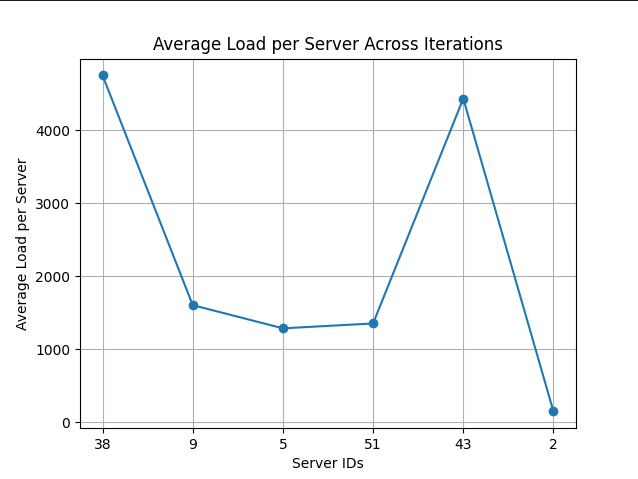 Average Load per Server Across Iterations
Average Load per Server
4000
3000
2000
1000
0
38 9 5 51 43 2
Server IDs